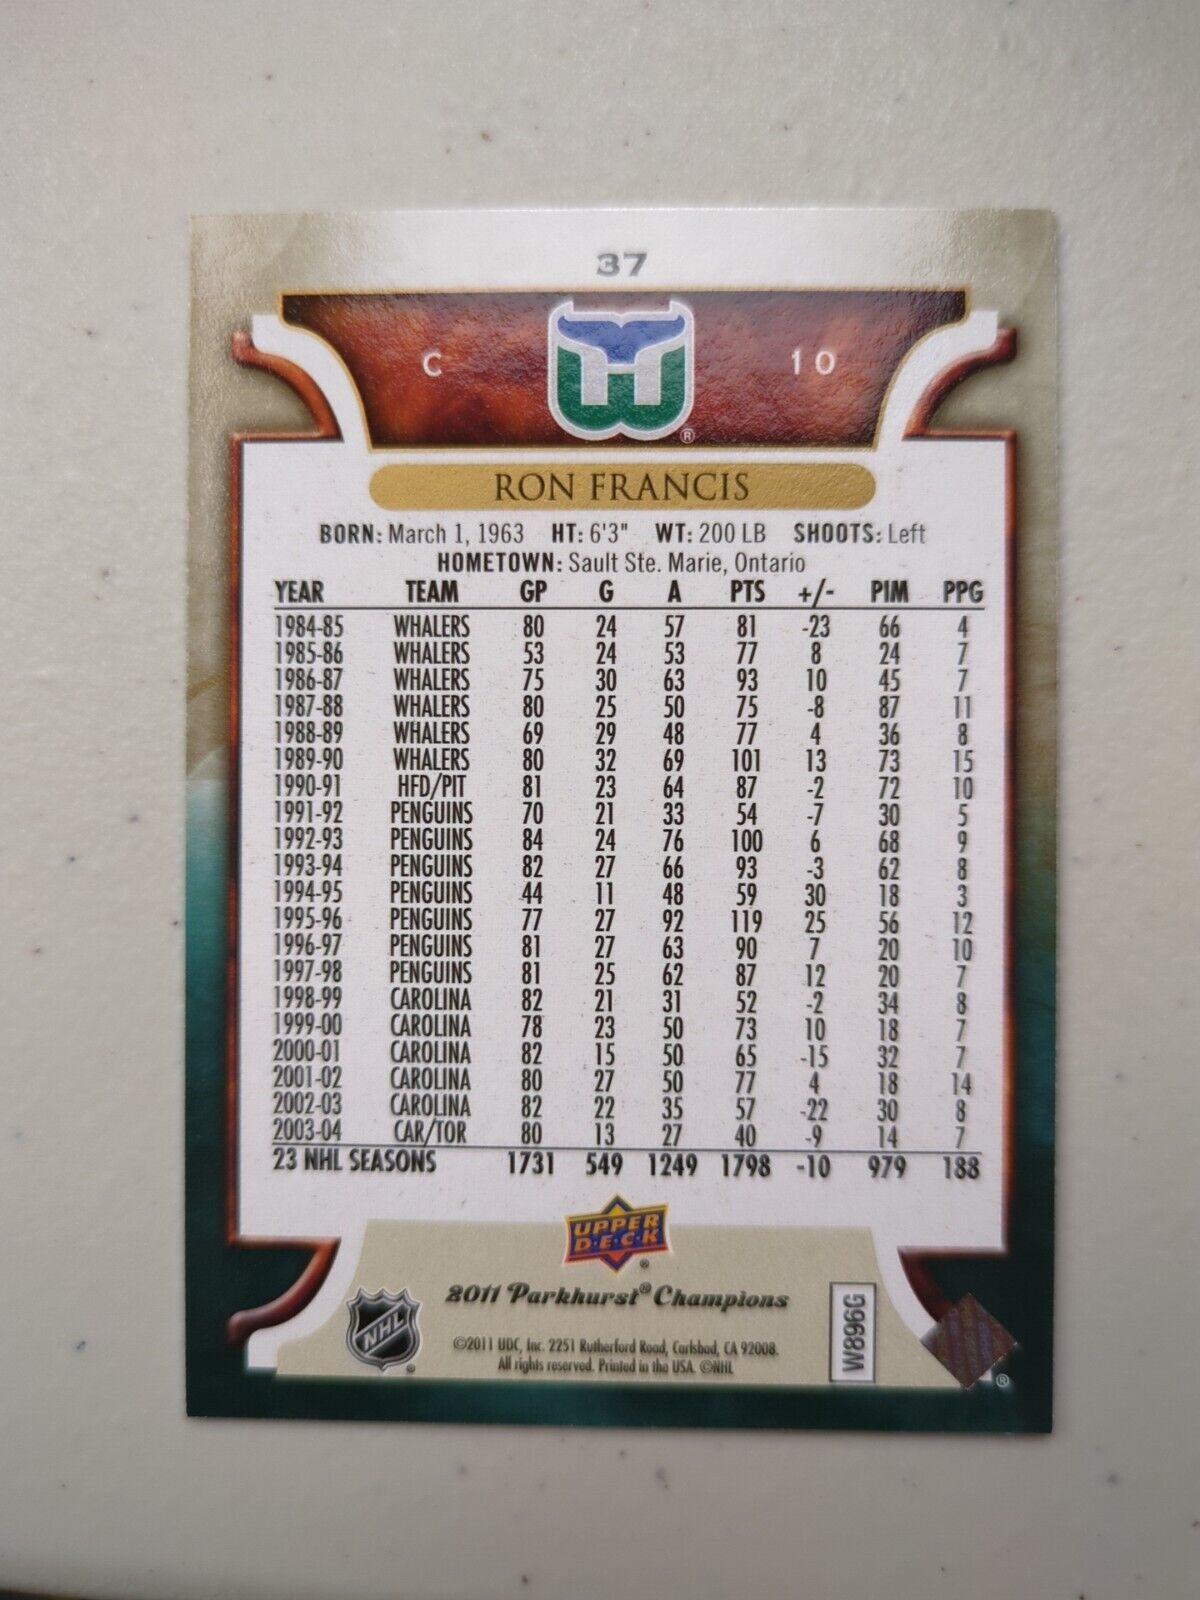 37
C 10
®
RON FRANCIS
BORN: March 1, 1963 HT: 6'3" WT: 200 LB SHOOTS: Left
HOMETOWN: Sault Ste. Marie, Ontario
YEAR TEAM GP G A PTS +/- PIM PPG
1984-85 WHALERS 80 24 57 81 -23 66 4
1985-86 WHALERS 53 24 53 77 8 24 7
1986-87 WHALERS 75 30 63 93 10 45 7
1987-88 WHALERS 80 25 50 75 -8 87 11
1988-89 WHALERS 69 29 48 77 4 36 8
1989-90 WHALERS 80 32 69 101 13 73 15
1990-91 HFD/PIT 81 23 64 87 -2 72 10
1991-92 PENGUINS 70 21 33 54 -7 30 5
1992-93 PENGUINS 84 24 76 100 6 68 9
1993-94 PENGUINS 82 27 66 93 -3 62 8
1994-95 PENGUINS 44 11 48 59 30 18 3
1995-96 PENGUINS 77 27 92 119 25 56 12
1996-97 PENGUINS 81 27 63 90 7 20 10
1997-98 PENGUINS 81 25 62 87 12 20 7
1998-99 CAROLINA 82 21 31 52 -2 34 8
1999-00 CAROLINA 78 23 50 73 10 18 7
2000-01 CAROLINA 82 15 50 65 -15 32 7
2001-02 CAROLINA 80 27 50 77 4 18 14
2002-03 CAROLINA 82 22 35 57 -22 30 8
2003-04 CAR/TOR 80 13 27 40 -9 14 7
23 NHL SEASONS 1731 549 1249 1798 -10 979 188
UPPER
DECK
®
2011 Parkhurst® Champions
NHL
®
©2011 UDC, Inc. 2251 Rutherford Road, Carlsbad, CA 92008.
All rights reserved. Printed in the USA. ©NHL
W896G
®